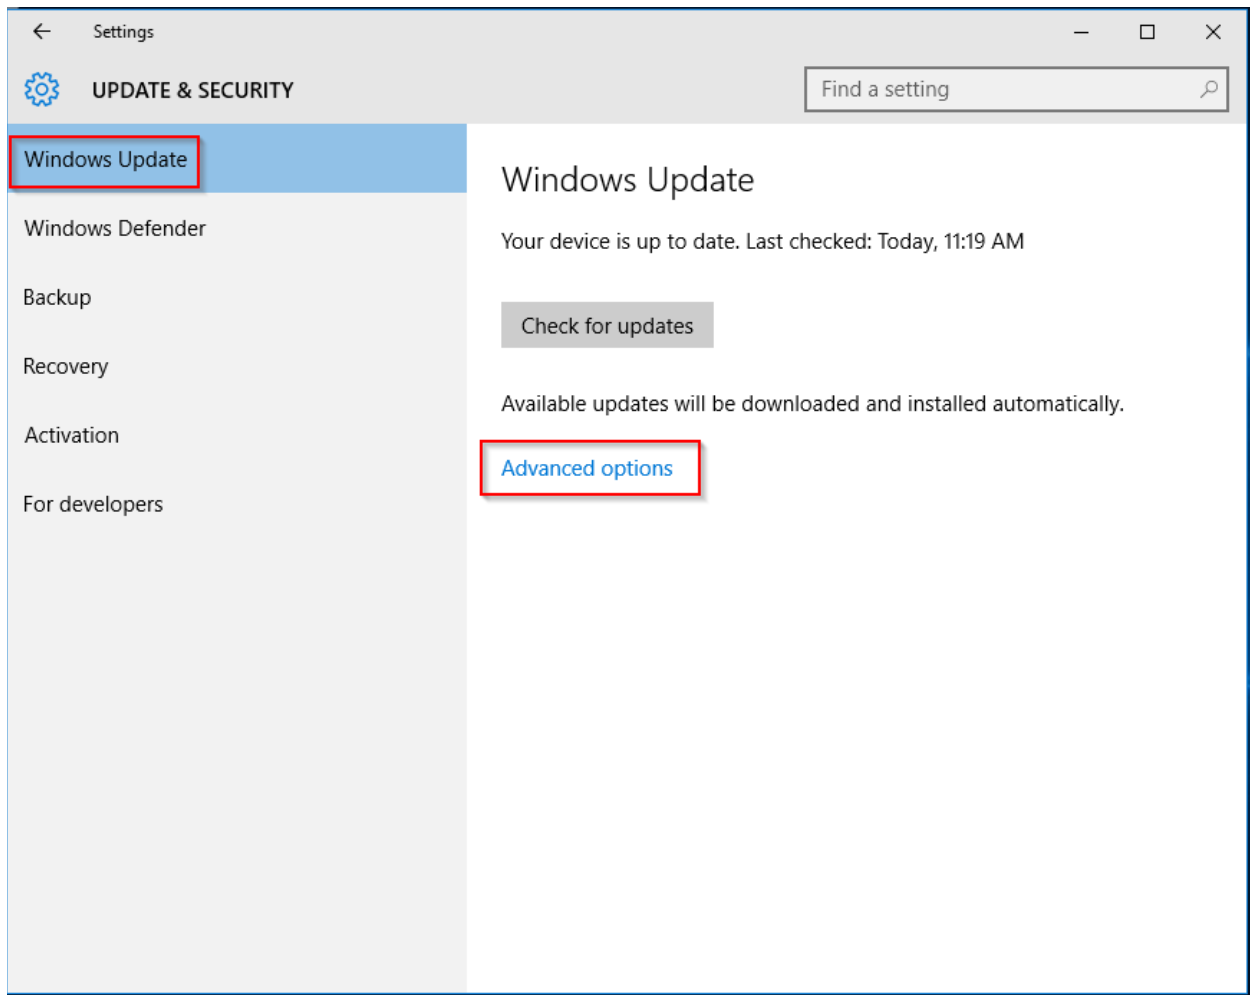 Settings
UPDATE & SECURITY
Find a setting
Windows Update
Windows Defender
Backup
Recovery
Activation
For developers
Windows Update
Your device is up to date. Last checked: Today, 11:19 AM
Check for updates
Available updates will be downloaded and installed automatically.
Advanced options